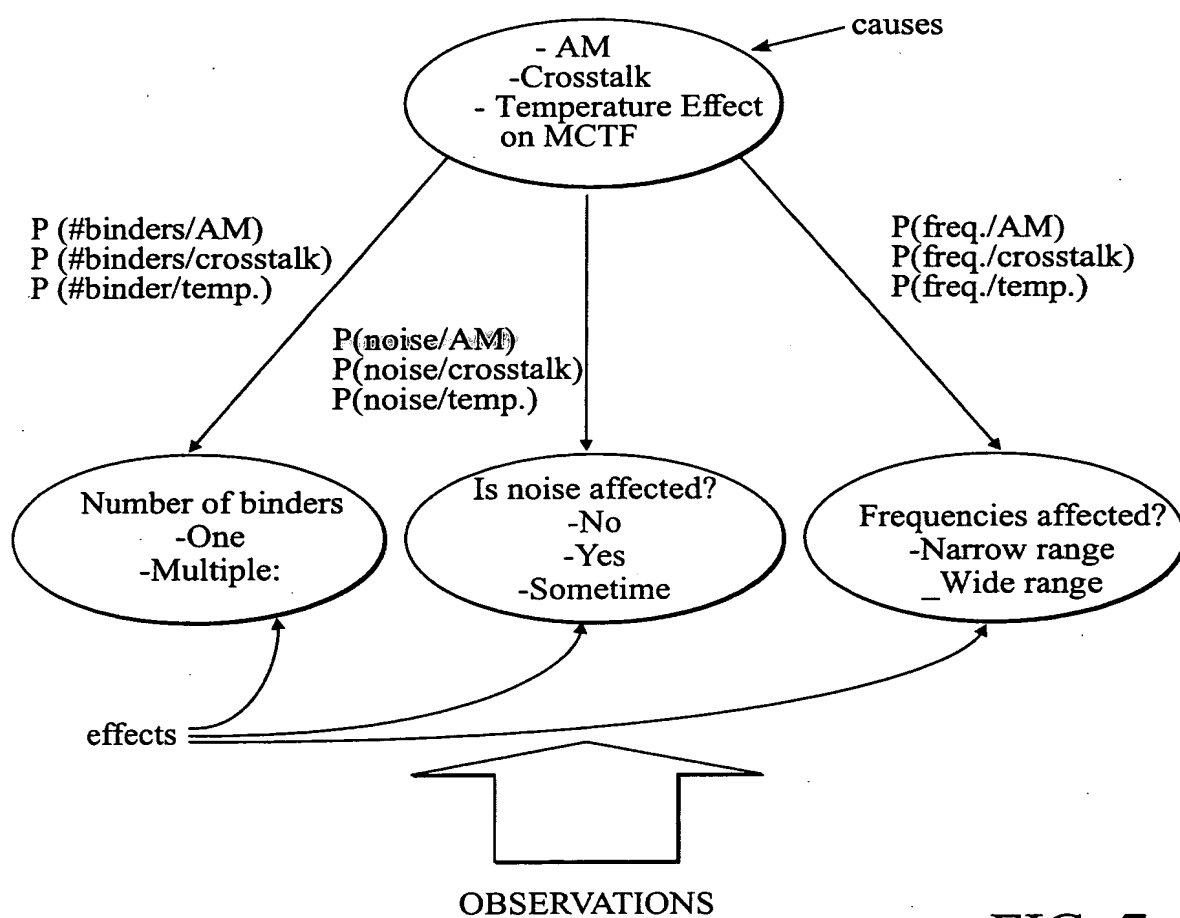 causes
- AM
-Crosstalk
- Temperature Effect
on MCTF
P (#binders/AM)
P (#binders/crosstalk)
P (#binder/temp.)
P(noise/AM)
P(noise/crosstalk)
P(noise/temp.)
P(freq./AM)
P(freq./crosstalk)
P(freq./temp.)
Number of binders
-One
-Multiple:
Is noise affected?
-No
-Yes
-Sometime
Frequencies affected?
-Narrow range
_Wide range
effects
OBSERVATIONS